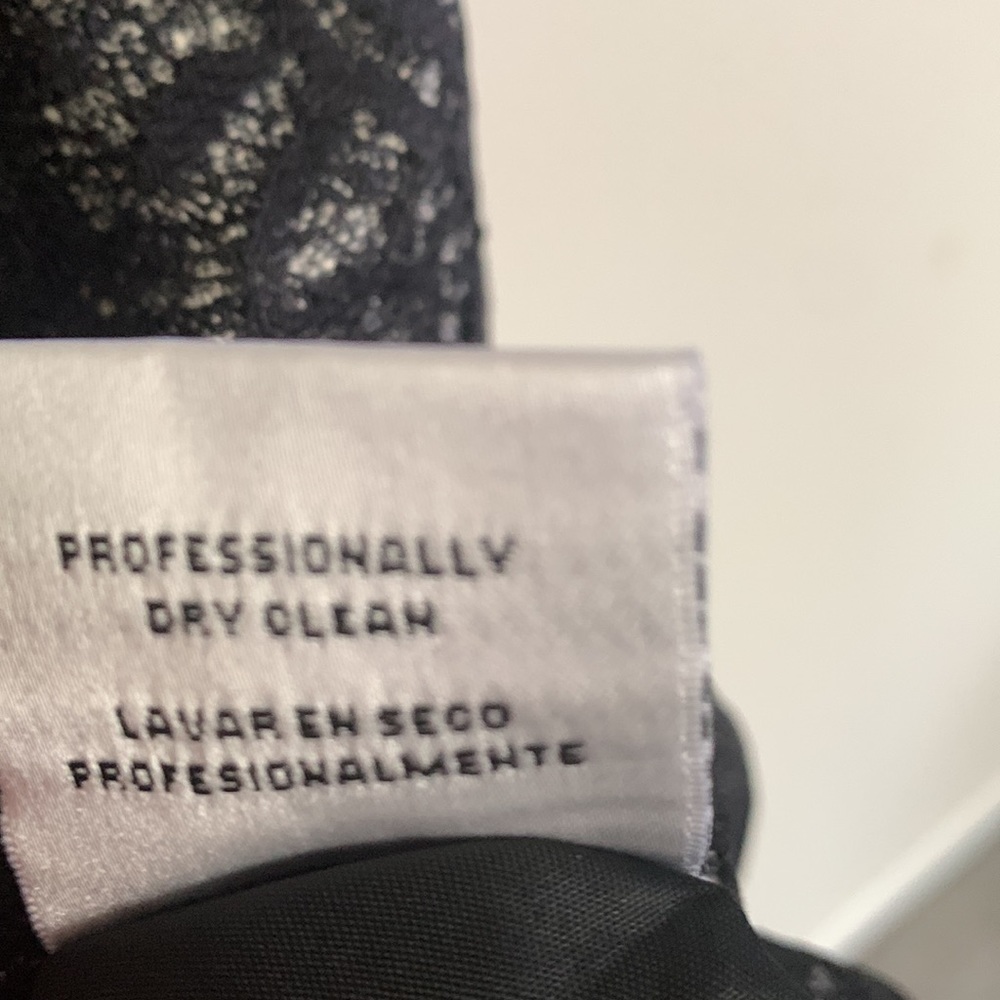 PROFESSIONALLY
DRY CLEAN
LAVAR EN SECO
PROFESIONALMENTE